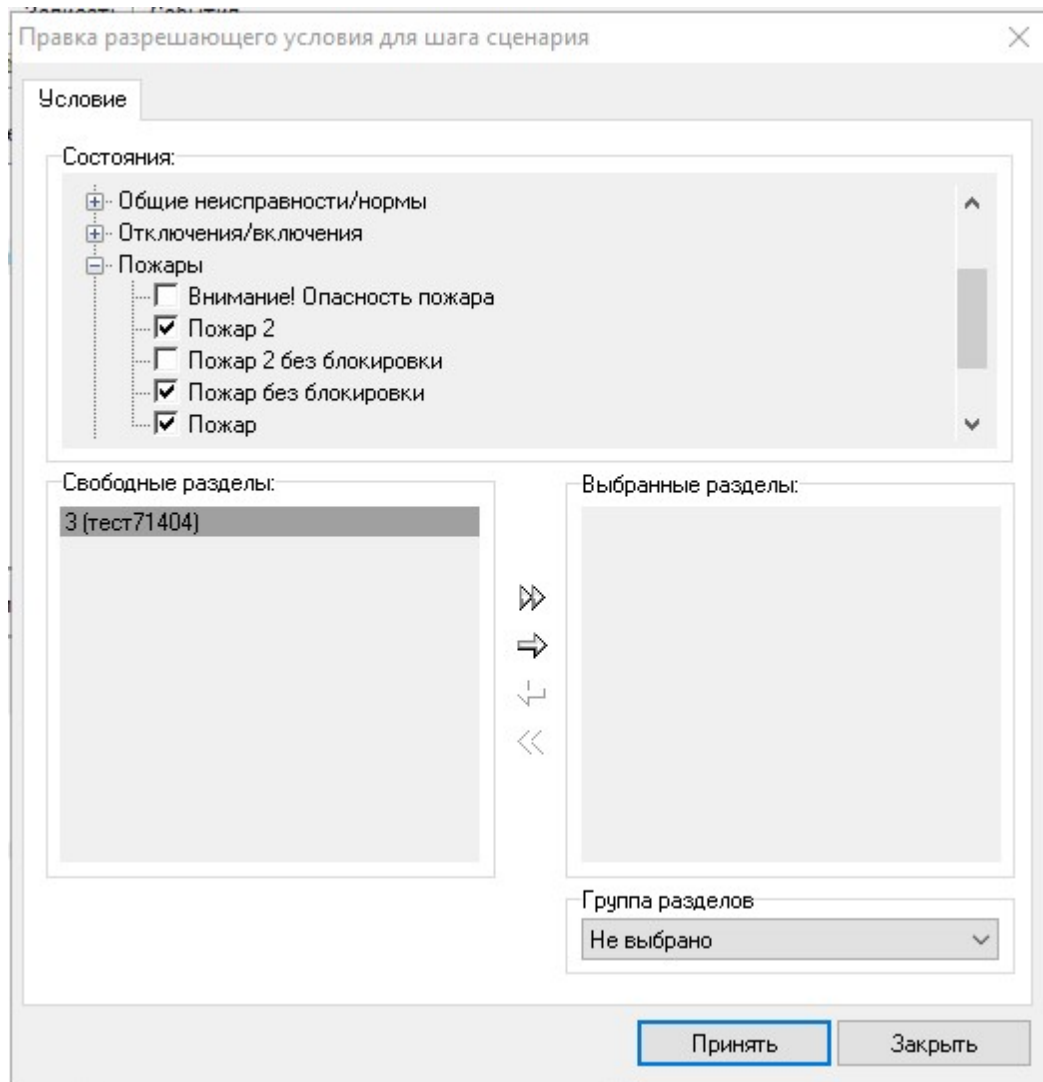 Записать События
Правка разрешающего условия для шага сценария
Условие
Состояния:
Общие неисправности/нормы
Отключения/включения
Пожары
Внимание! Опасность пожара
Пожар 2
Пожар 2 без блокировки
Пожар без блокировки
Пожар
Свободные разделы:
3 (тест71404)
Выбранные разделы:
Группа разделов
Не выбрано
Принять
Закрыть